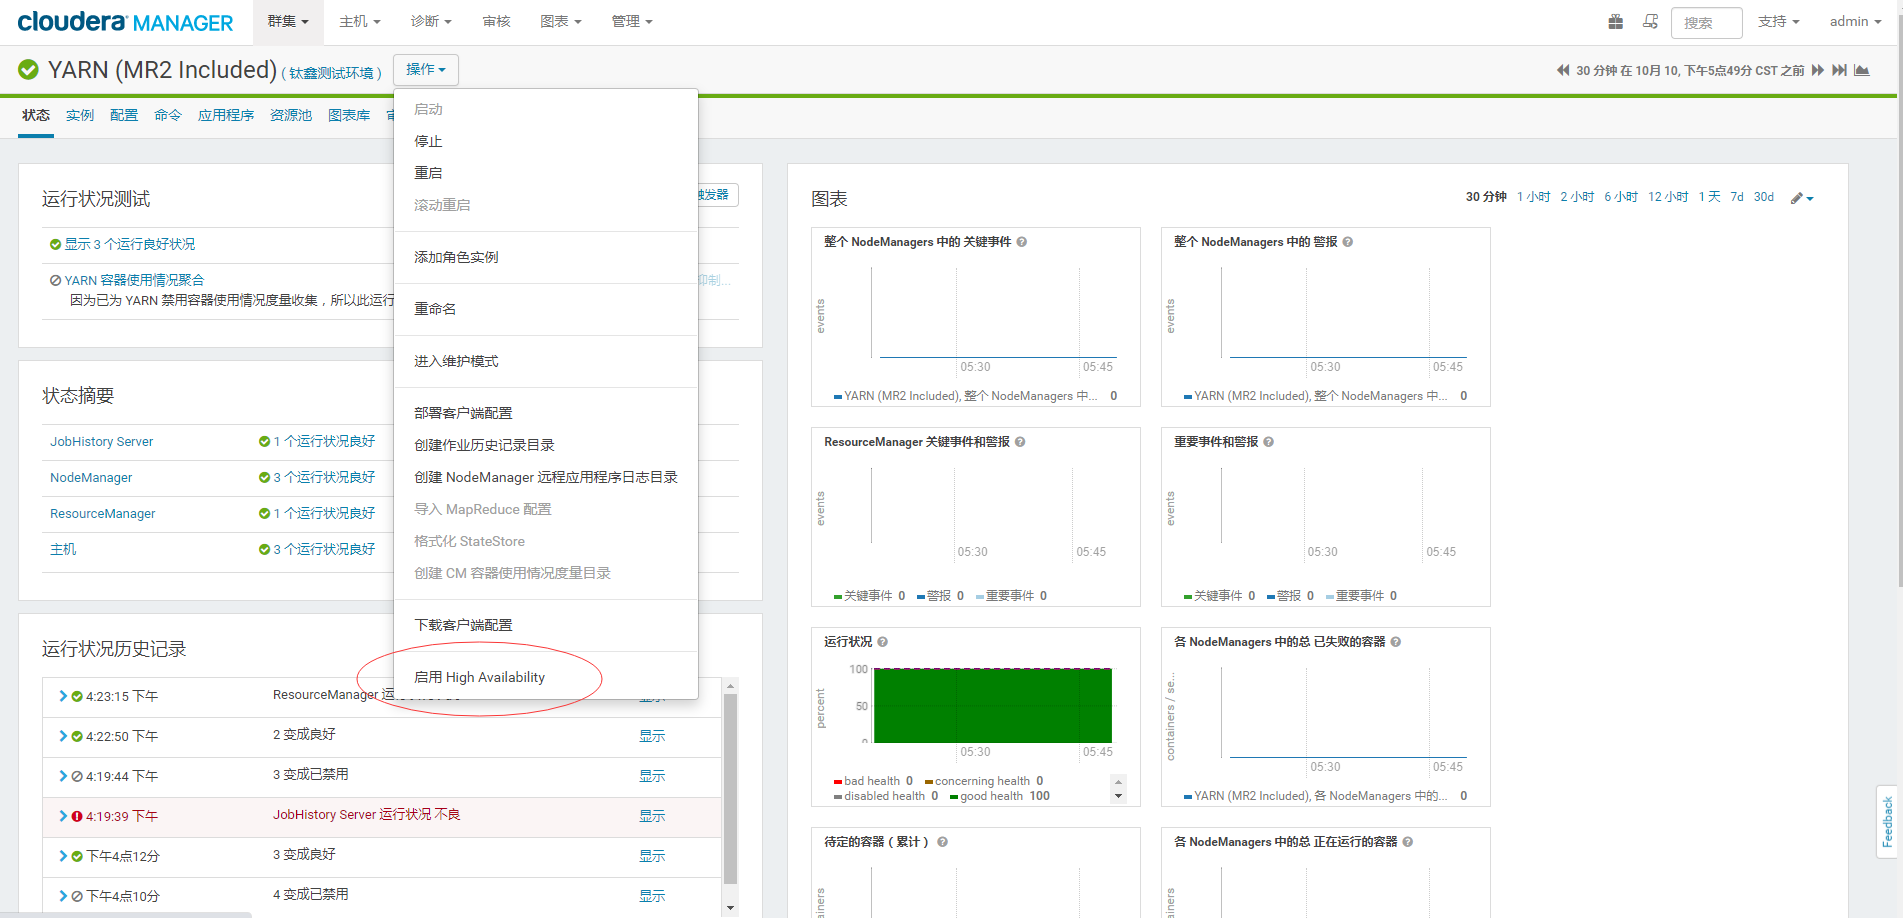 cloudera MANAGER
群集
主机
诊断
审核
图表
管理
搜索
支持
admin
YARN (MR2 Included) ( 钛鑫测试环境 )
操作
30 分钟 在 10月 10, 下午5点49分 CST 之前
状态
实例
配置
命令
应用程序
资源池
图表库
启动
停止
重启
滚动重启
添加角色实例
重命名
进入维护模式
部署客户端配置
创建作业历史记录目录
创建 NodeManager 远程应用程序日志目录
导入 MapReduce 配置
格式化 StateStore
创建 CM 容器使用情况度量目录
下载客户端配置
启用 High Availability
运行状况测试
触发器
显示 3 个运行良好状况
YARN 容器使用情况聚合
抑制...
因为已为 YARN 禁用容器使用情况度量收集，所以此运行
状态摘要
JobHistory Server 1 个运行状况良好
NodeManager 3 个运行状况良好
ResourceManager 1 个运行状况良好
主机 3 个运行状况良好
运行状况历史记录
4:23:15 下午 ResourceManager 显示
4:22:50 下午 2 变成良好 显示
4:19:44 下午 3 变成已禁用 显示
4:19:39 下午 JobHistory Server 运行状况 不良 显示
下午4点12分 3 变成良好 显示
下午4点10分 4 变成已禁用 显示
图表
30 分钟 1 小时 2 小时 6 小时 12 小时 1 天 7d 30d
整个 NodeManagers 中的 关键事件
events
05:30 05:45
YARN (MR2 Included), 整个 NodeManagers 中... 0
整个 NodeManagers 中的 警报
events
05:30 05:45
YARN (MR2 Included), 整个 NodeManagers 中... 0
ResourceManager 关键事件和警报
events
05:30 05:45
关键事件 0 警报 0 重要事件 0
重要事件和警报
events
05:30 05:45
关键事件 0 警报 0 重要事件 0
运行状况
percent
100
50
0
05:30 05:45
bad health 0 concerning health 0
disabled health 0 good health 100
各 NodeManagers 中的总 已失败的容器
containers / se...
05:30 05:45
YARN (MR2 Included), 各 NodeManagers 中的... 0
待定的容器（累计）
各 NodeManagers 中的总 正在运行的容器
Feedback